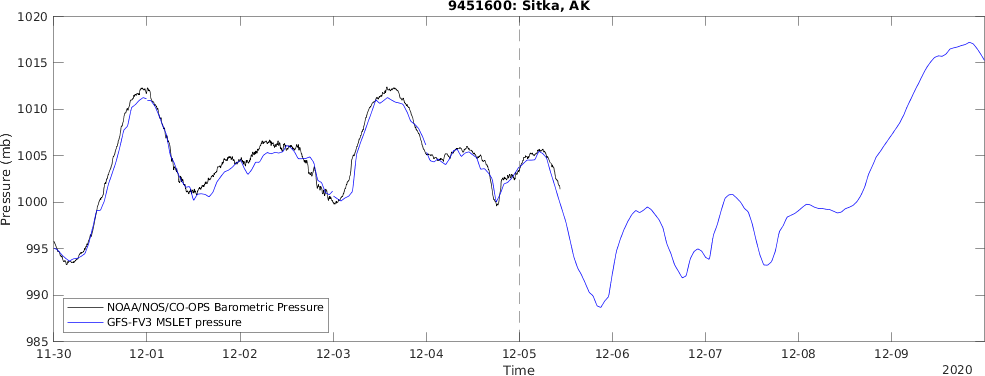 9451600: Sitka, AK
Pressure (mb)
1020
1015
1010
1005
1000
995
990
985
NOAA/NOS/CO-OPS Barometric Pressure
GFS-FV3 MSLET pressure
11-30 12-01 12-02 12-03 12-04 12-05 12-06 12-07 12-08 12-09
Time
2020